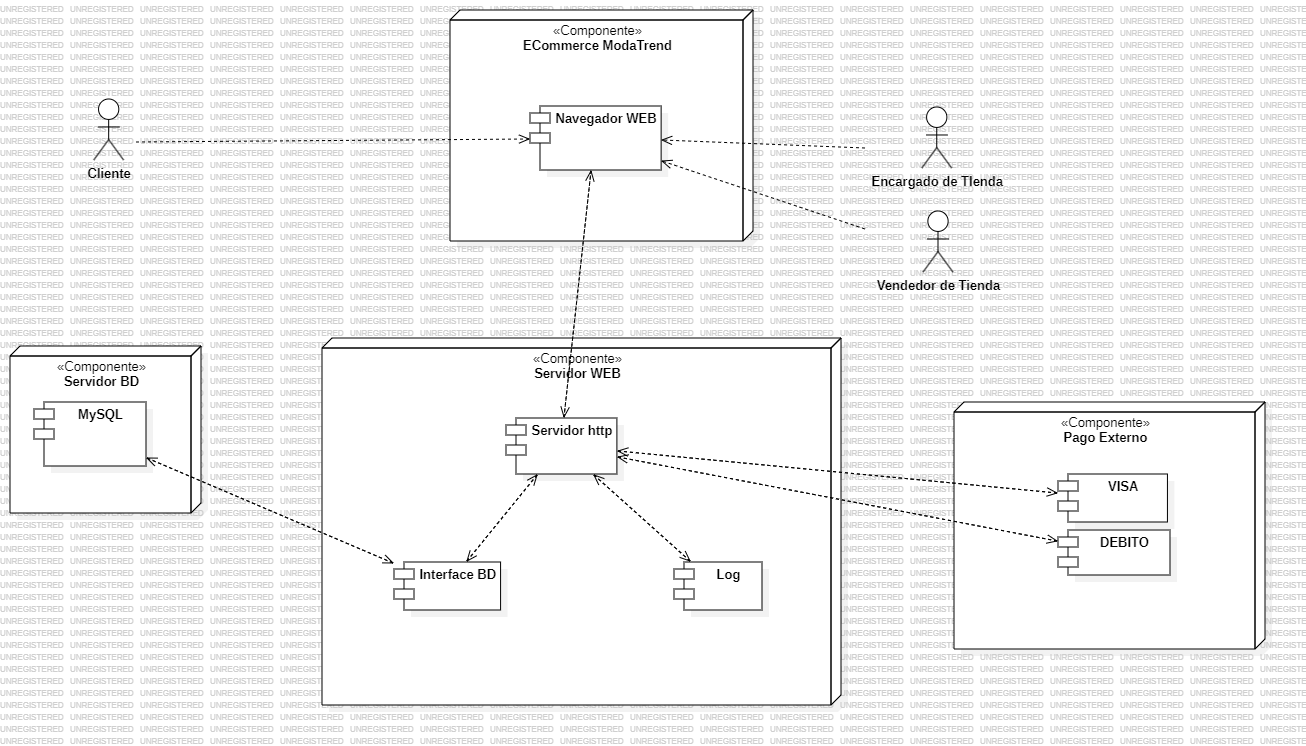 «Componente»
ECommerce ModaTrend
Navegador WEB
Cliente
Encargado de TIenda
Vendedor de Tienda
«Componente»
Servidor BD
MySQL
«Componente»
Servidor WEB
Servidor http
Interface BD
Log
«Componente»
Pago Externo
VISA
DEBITO
UNREGISTERED